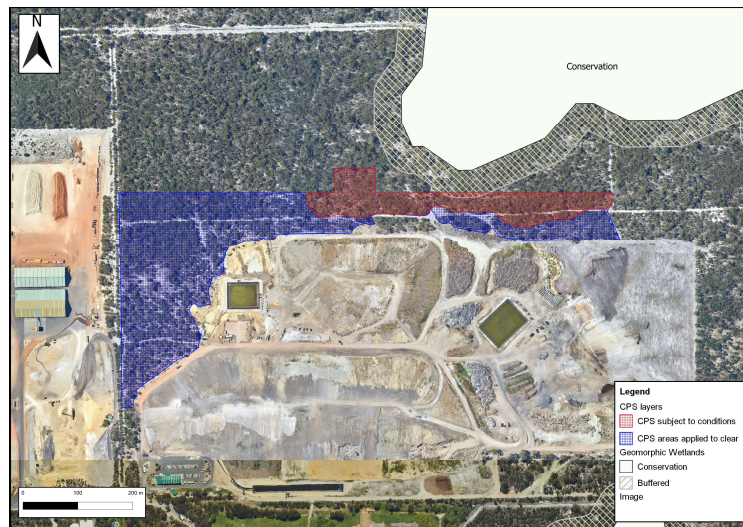 N
Conservation
Legend
CPS layers
CPS subject to conditions
CPS areas applied to clear
Geomorphic Wetlands
Conservation
Buffered
Image
0 100 200 m